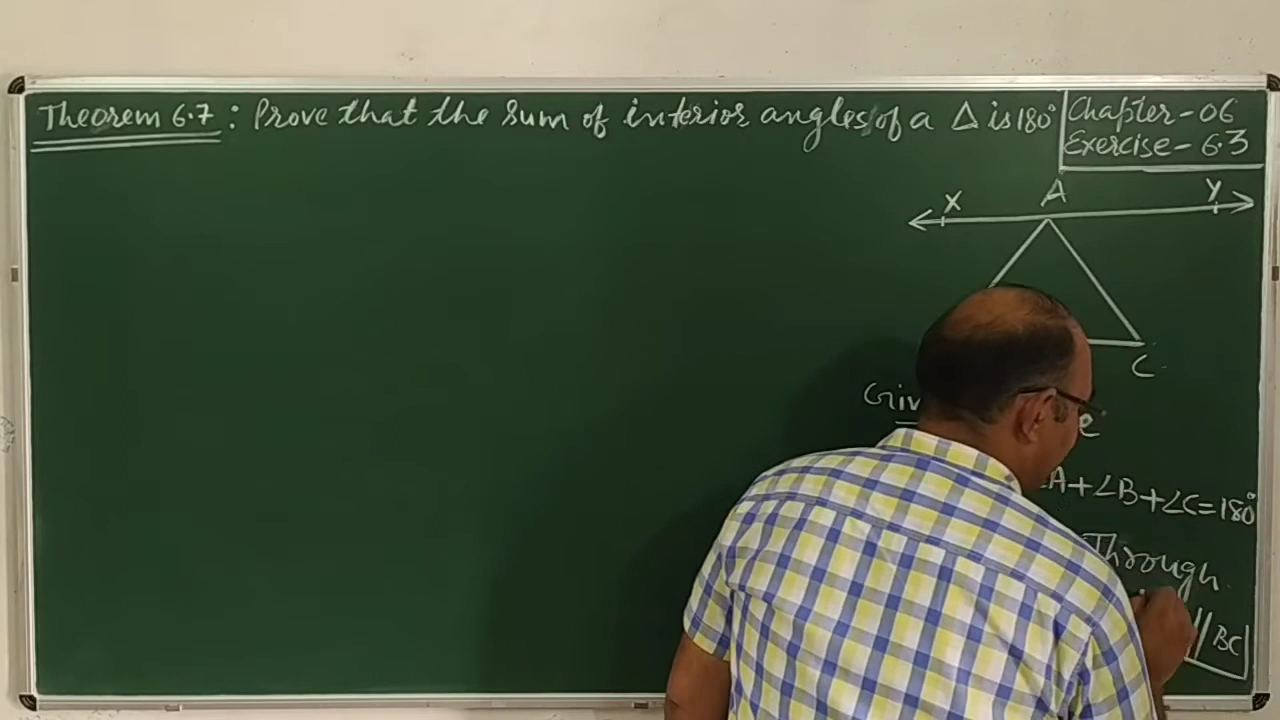 Theorem 6.7 : Prove that the sum of interior angles of a △ is 180°
Chapter-06
Exercise-6.3
X A Y
C
A+∠B+∠C=180°
Through
|| BC